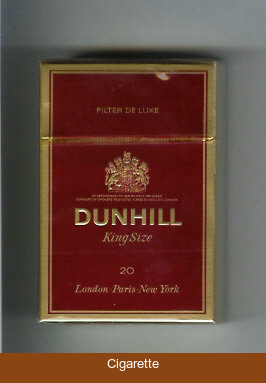 FILTER DE LUXE
DUNHILL
King Size
20
London·Paris·New York
Cigarette